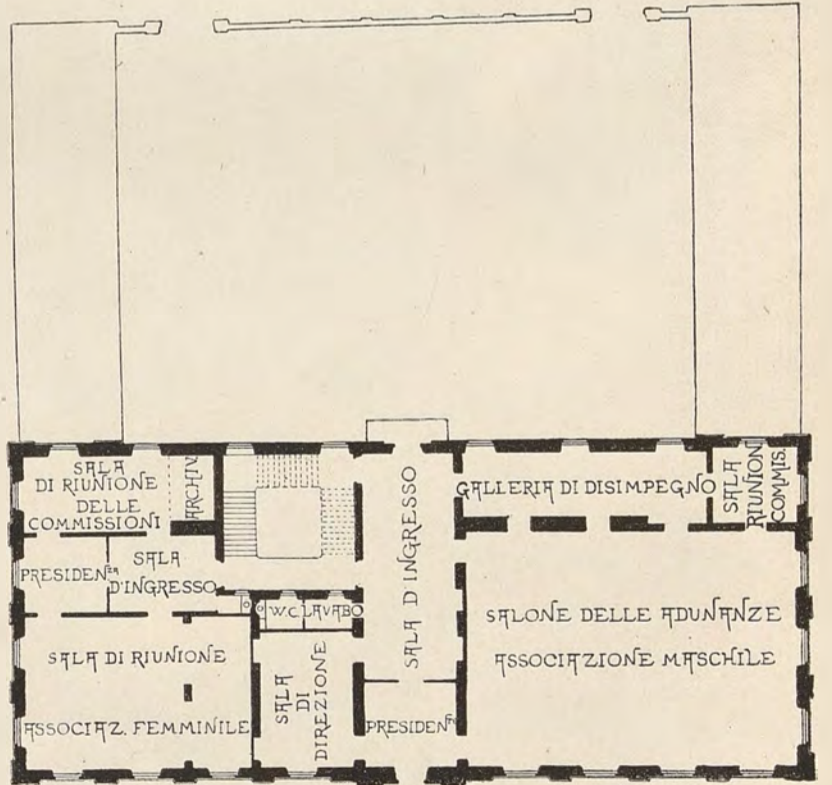 SALA
DI RIUNIONE
DELLE
COMMISSIONI
ARCHIV.
PRESIDENZA
SALA
D'INGRESSO
SALA DI RIUNIONE
ASSOCIAZ. FEMMINILE
W.C.
LAVABO
SALA
DI
DIREZIONE
SALA D'INGRESSO
PRESIDENZA
GALLERIA DI DISIMPEGNO
SALA
RIUNIONI
COMMIS.
SALONE DELLE ADUNANZE
ASSOCIAZIONE MASCHILE